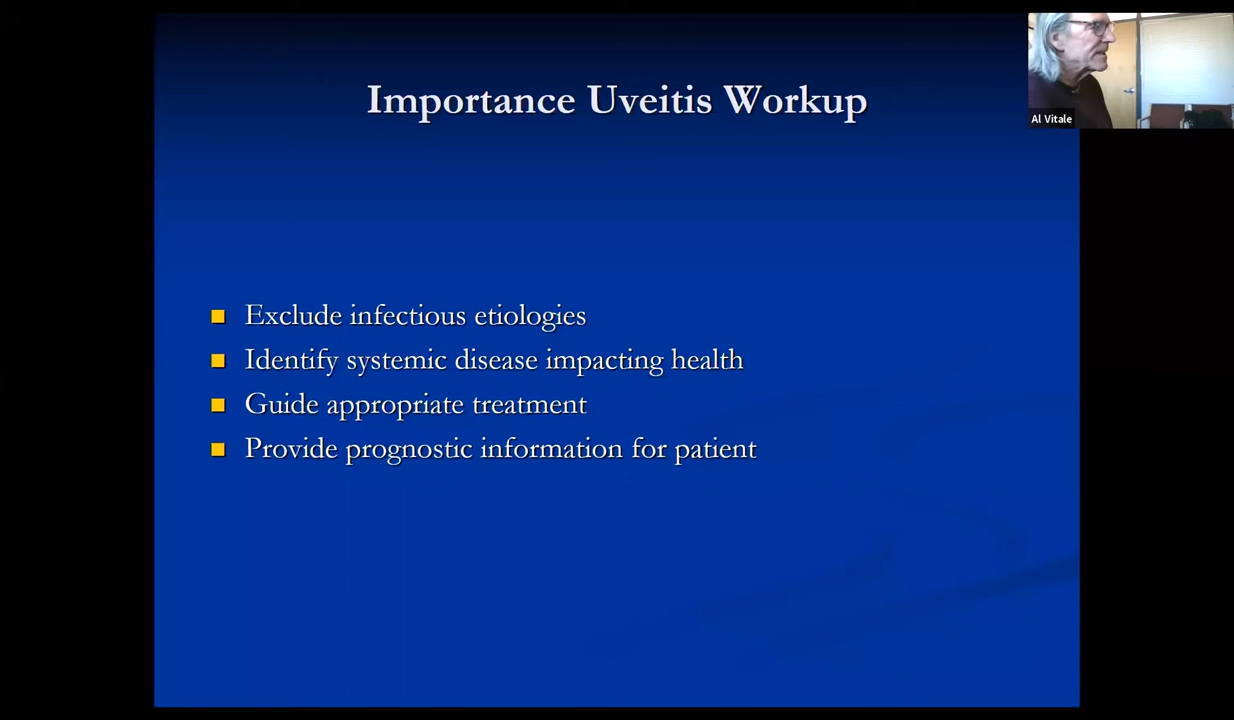 Importance Uveitis Workup
Al Vitale
Exclude infectious etiologies
Identify systemic disease impacting health
Guide appropriate treatment
Provide prognostic information for patient